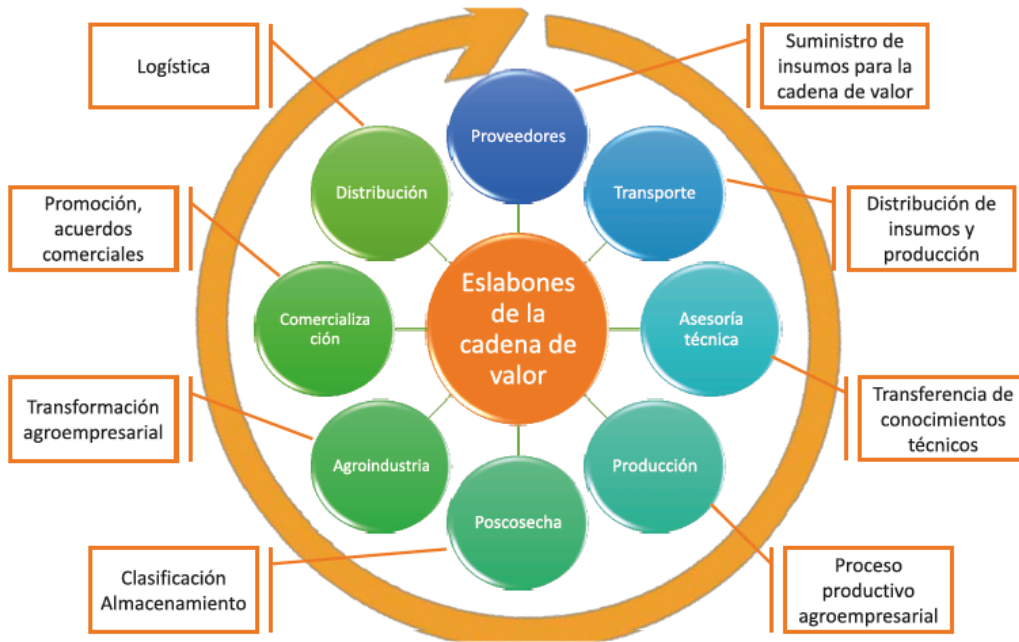 Logística
Suministro de
insumos para la
cadena de valor
Proveedores
Distribución
Transporte
Promoción,
acuerdos
comerciales
Distribución de
insumos y
producción
Eslabones
de la
cadena de
valor
Comercializa
ción
Asesoría
técnica
Transformación
agroempresarial
Transferencia de
conocimientos
técnicos
Agroindustria
Producción
Poscosecha
Clasificación
Almacenamiento
Proceso
productivo
agroempresarial